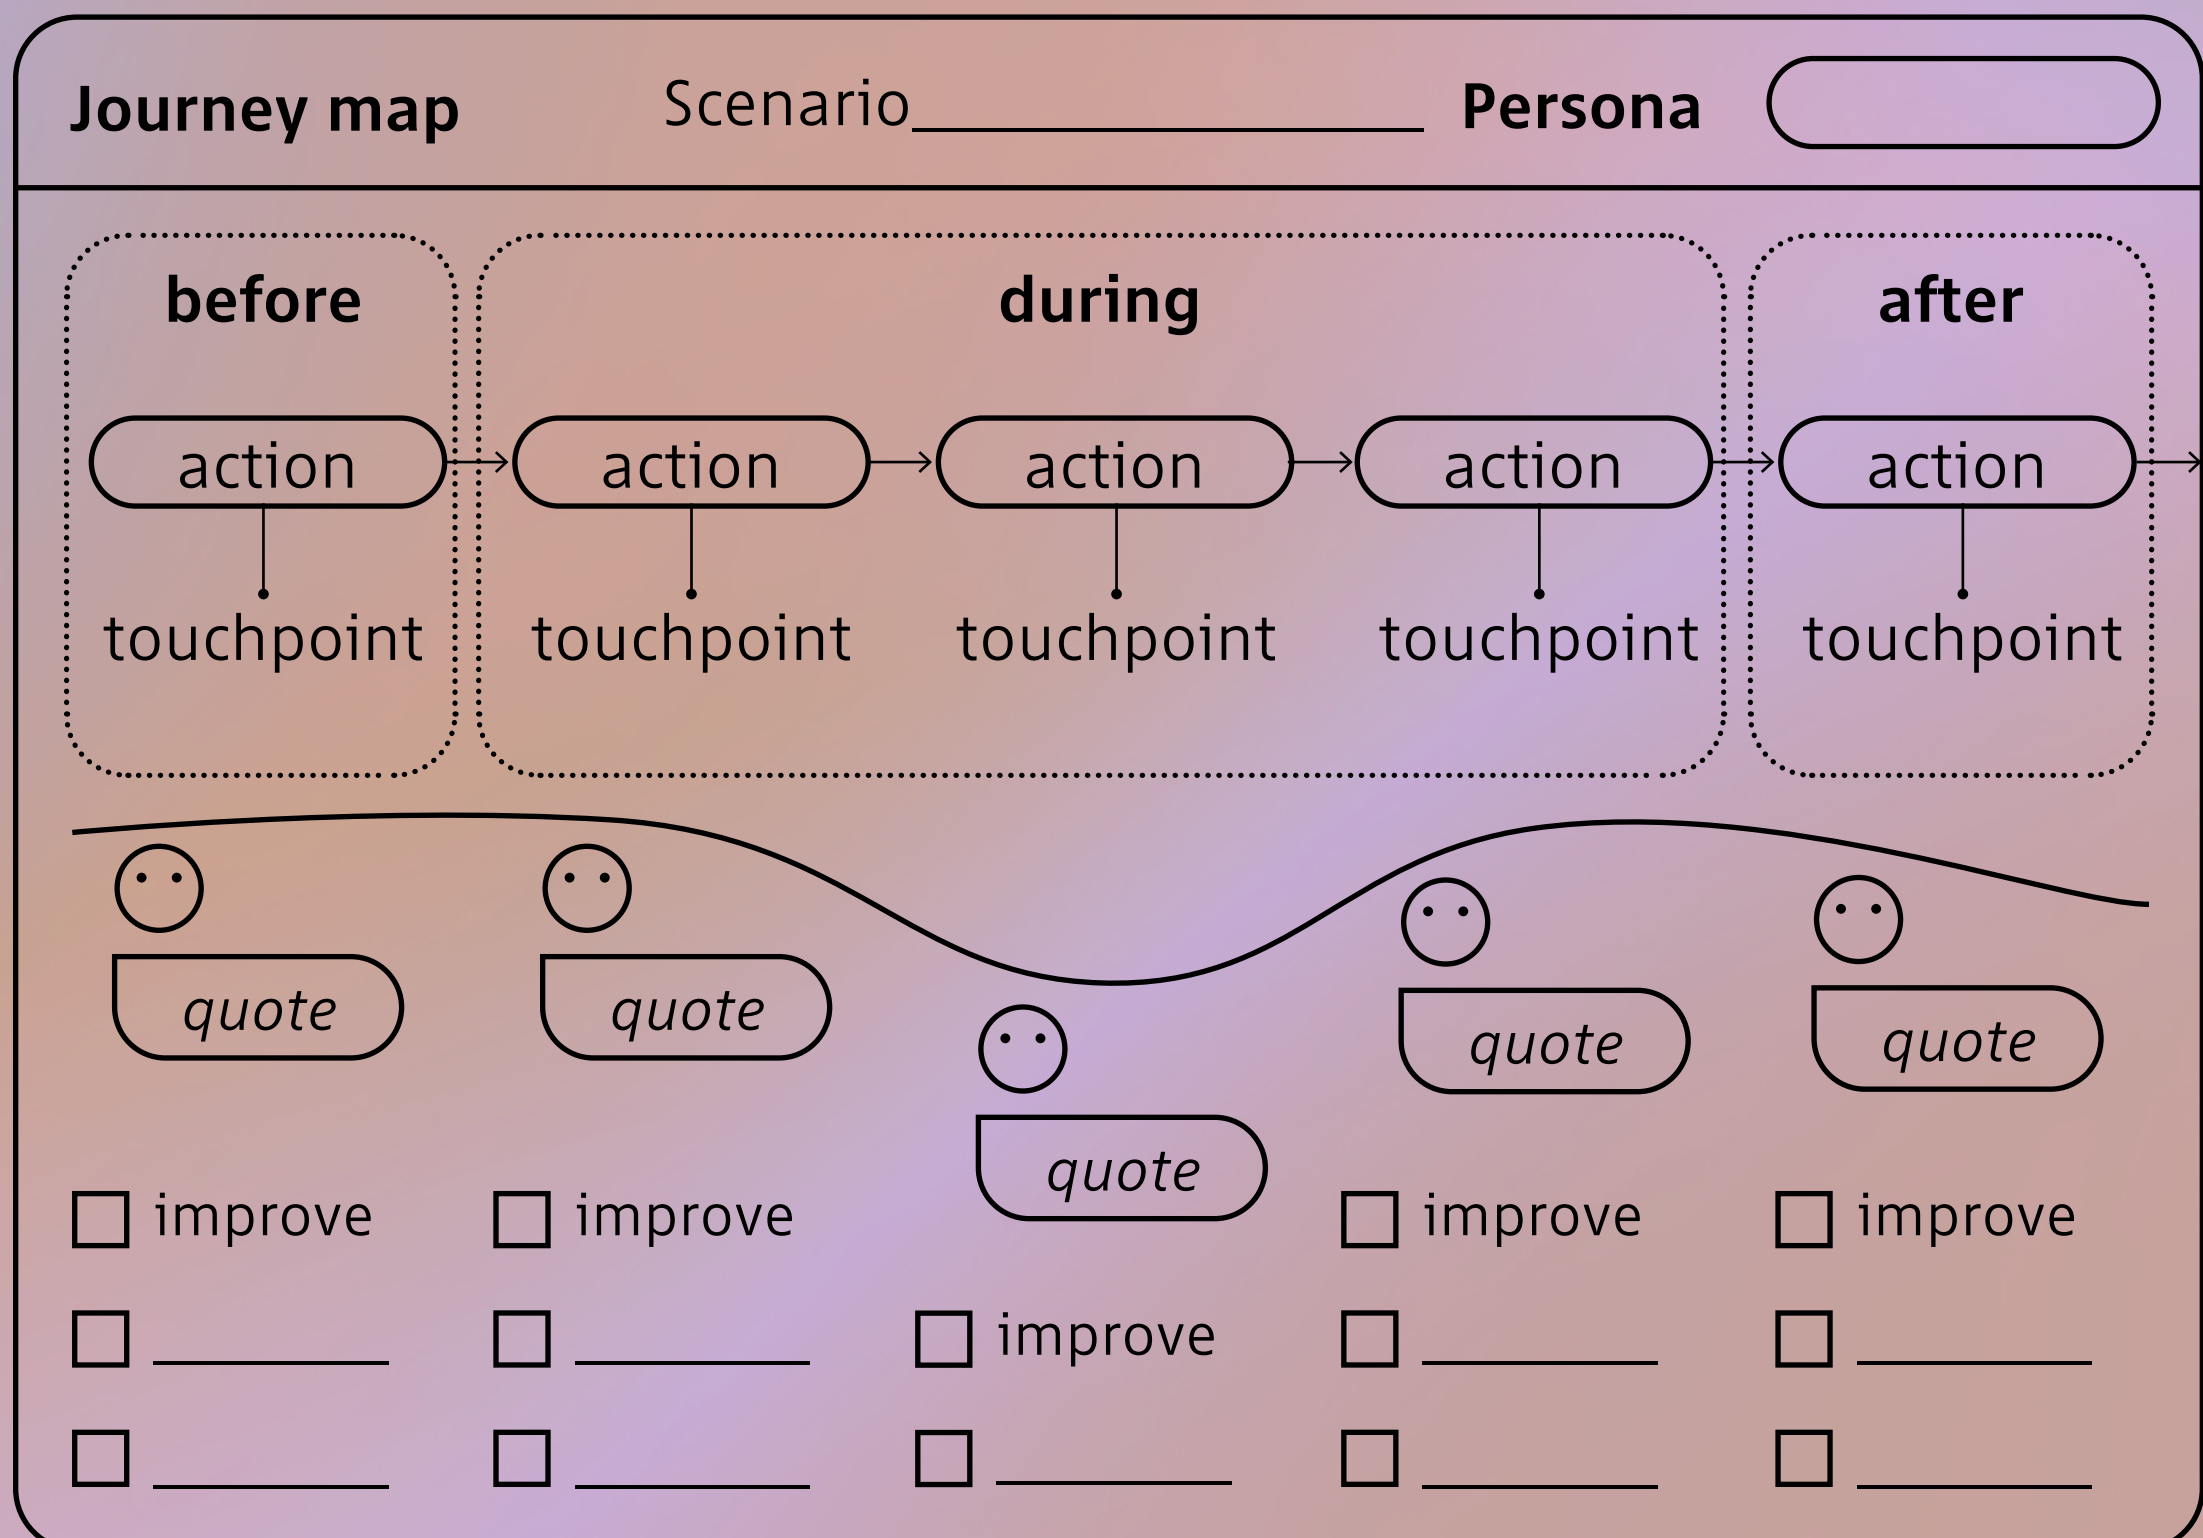 Journey map
Scenario
Persona
before
during
after
action
action
action
action
action
touchpoint
touchpoint
touchpoint
touchpoint
touchpoint
quote
quote
quote
quote
quote
improve
improve
improve
improve
improve